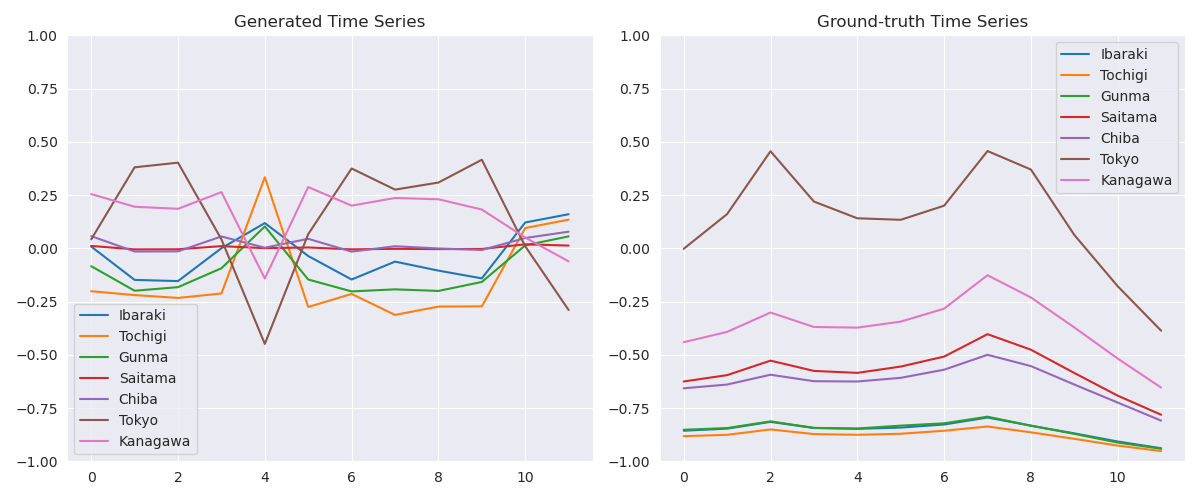 Generated Time Series
1.00
0.75
0.50
0.25
0.00
−0.25
−0.50
−0.75
−1.00
0 2 4 6 8 10
Ibaraki
Tochigi
Gunma
Saitama
Chiba
Tokyo
Kanagawa
Ground-truth Time Series
1.00
0.75
0.50
0.25
0.00
−0.25
−0.50
−0.75
−1.00
0 2 4 6 8 10
Ibaraki
Tochigi
Gunma
Saitama
Chiba
Tokyo
Kanagawa